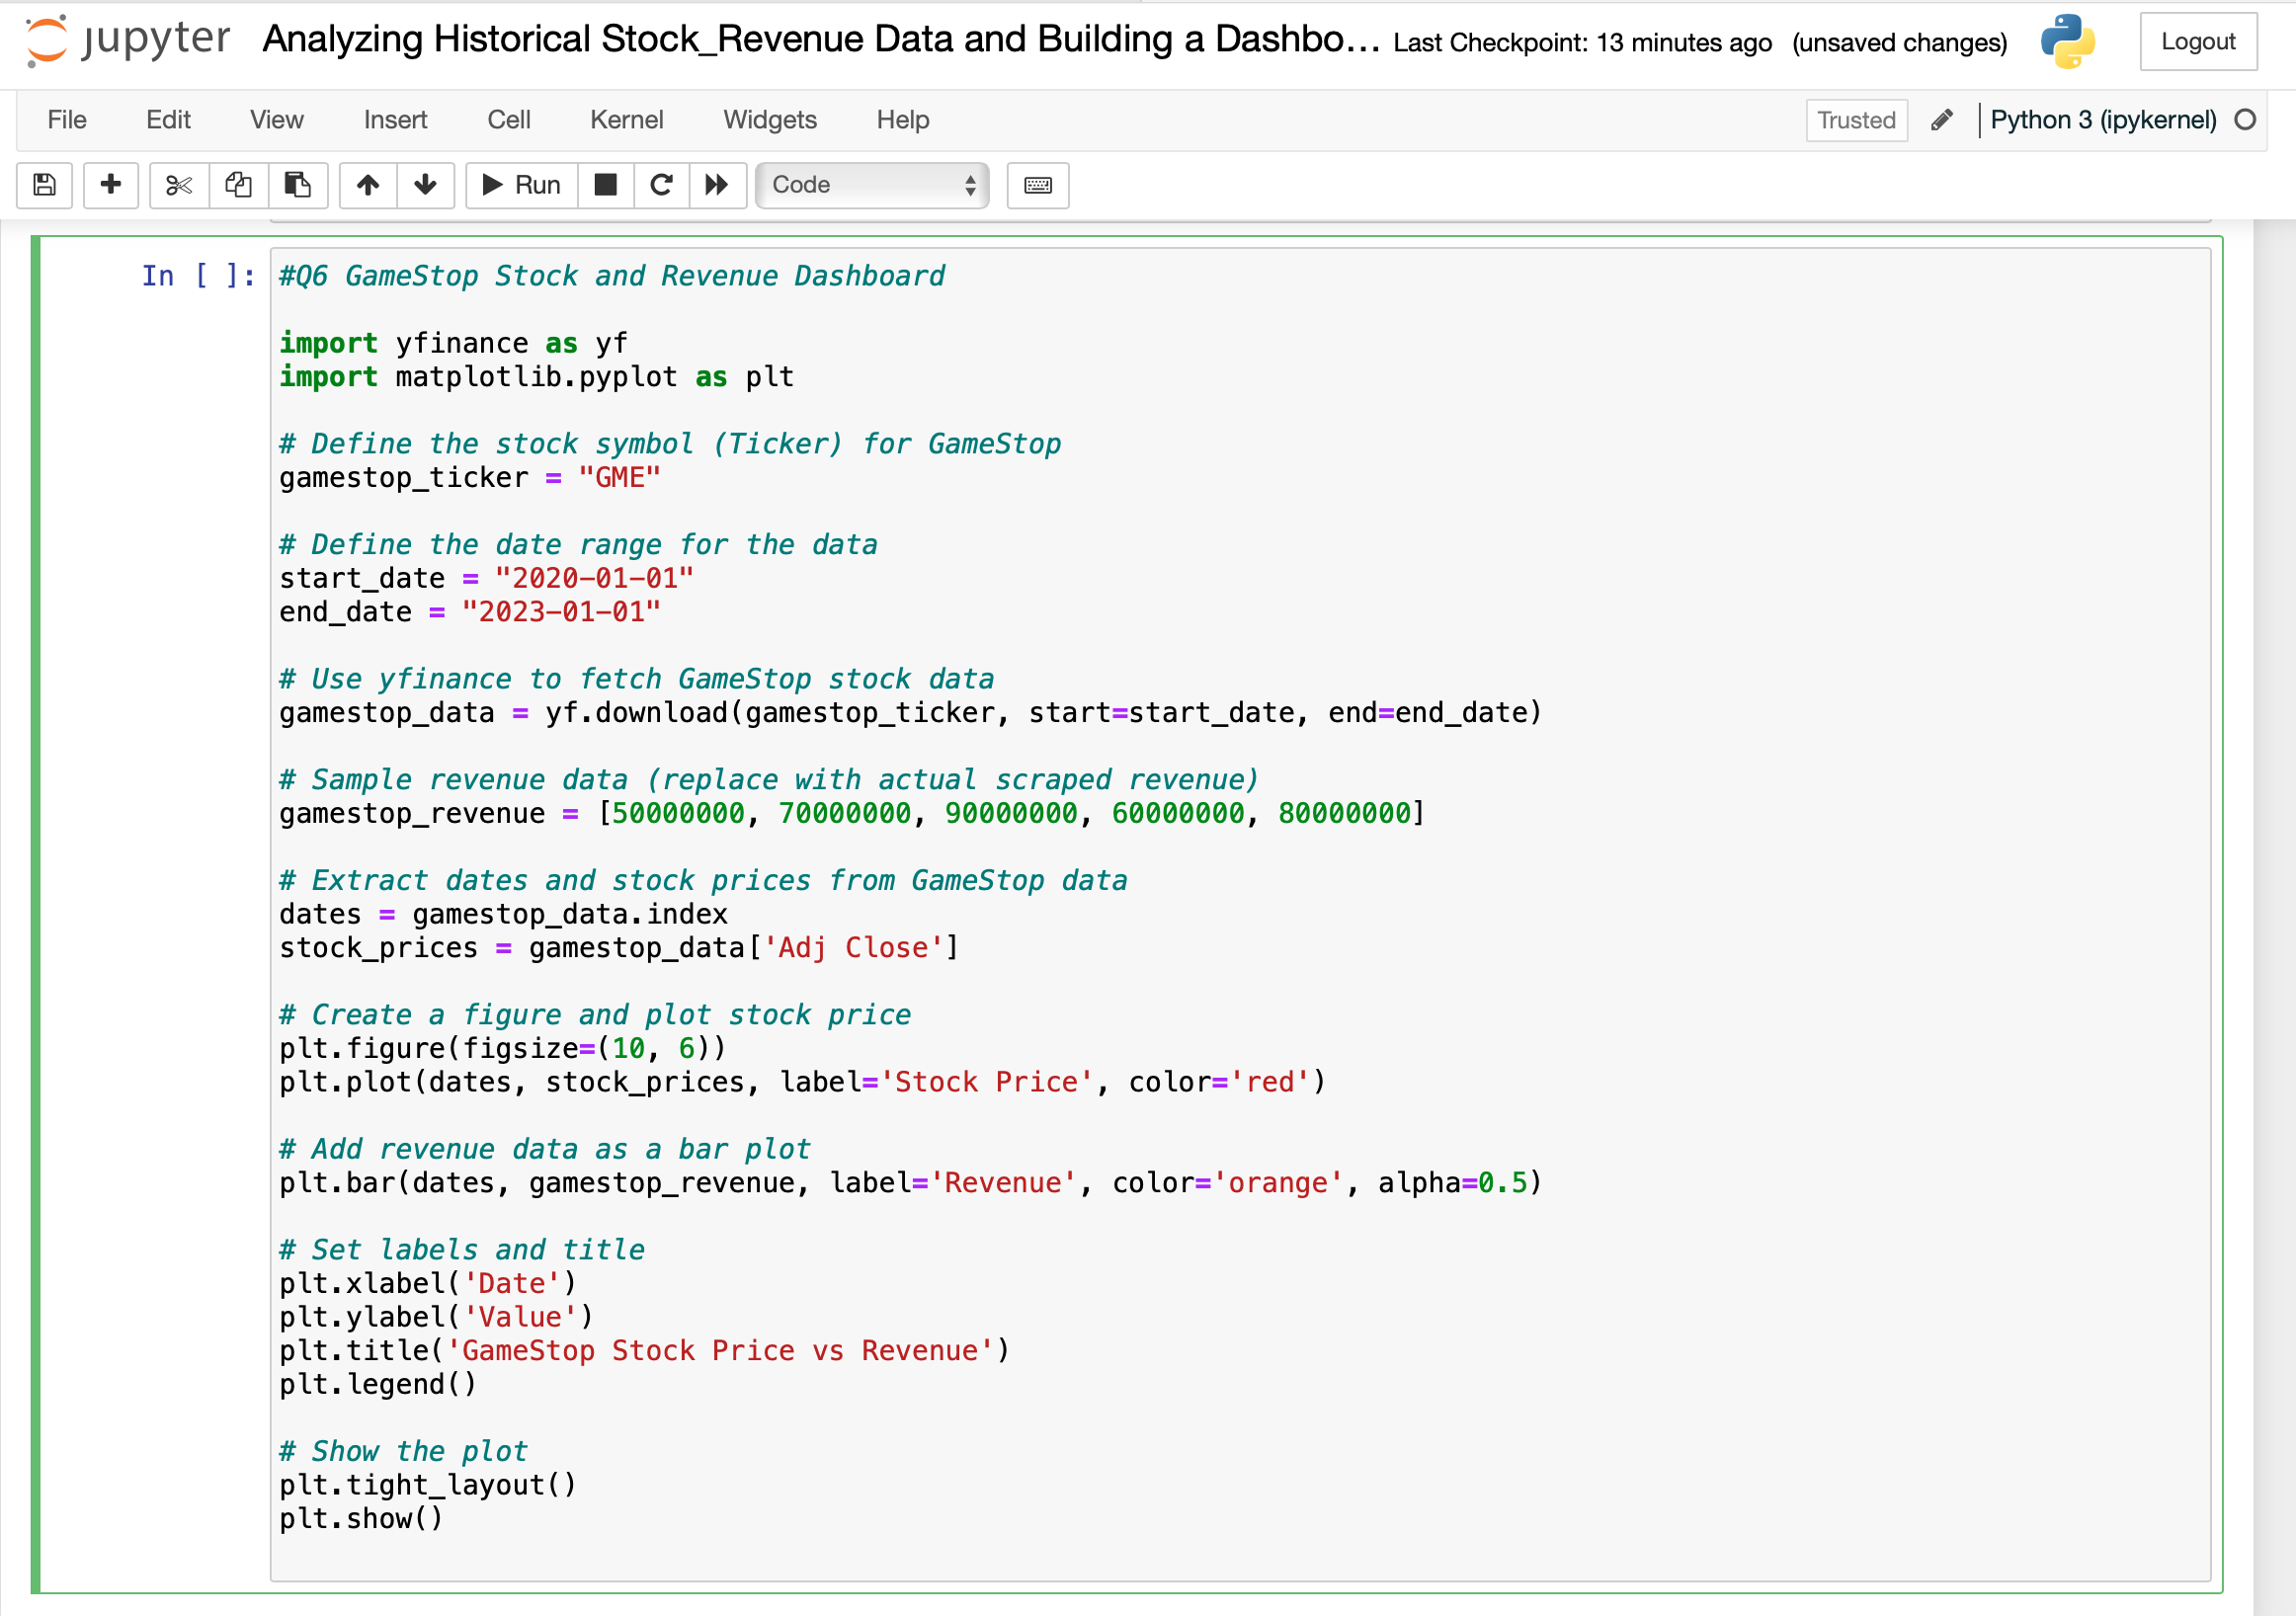 jupyter Analyzing Historical Stock_Revenue Data and Building a Dashbo... Last Checkpoint: 13 minutes ago (unsaved changes) Logout
File Edit View Insert Cell Kernel Widgets Help Trusted Python 3 (ipykernel)
Run Code
In [ ]: #Q6 GameStop Stock and Revenue Dashboard
import yfinance as yf
import matplotlib.pyplot as plt
# Define the stock symbol (Ticker) for GameStop
gamestop_ticker = "GME"
# Define the date range for the data
start_date = "2020-01-01"
end_date = "2023-01-01"
# Use yfinance to fetch GameStop stock data
gamestop_data = yf.download(gamestop_ticker, start=start_date, end=end_date)
# Sample revenue data (replace with actual scraped revenue)
gamestop_revenue = [50000000, 70000000, 90000000, 60000000, 80000000]
# Extract dates and stock prices from GameStop data
dates = gamestop_data.index
stock_prices = gamestop_data['Adj Close']
# Create a figure and plot stock price
plt.figure(figsize=(10, 6))
plt.plot(dates, stock_prices, label='Stock Price', color='red')
# Add revenue data as a bar plot
plt.bar(dates, gamestop_revenue, label='Revenue', color='orange', alpha=0.5)
# Set labels and title
plt.xlabel('Date')
plt.ylabel('Value')
plt.title('GameStop Stock Price vs Revenue')
plt.legend()
# Show the plot
plt.tight_layout()
plt.show()